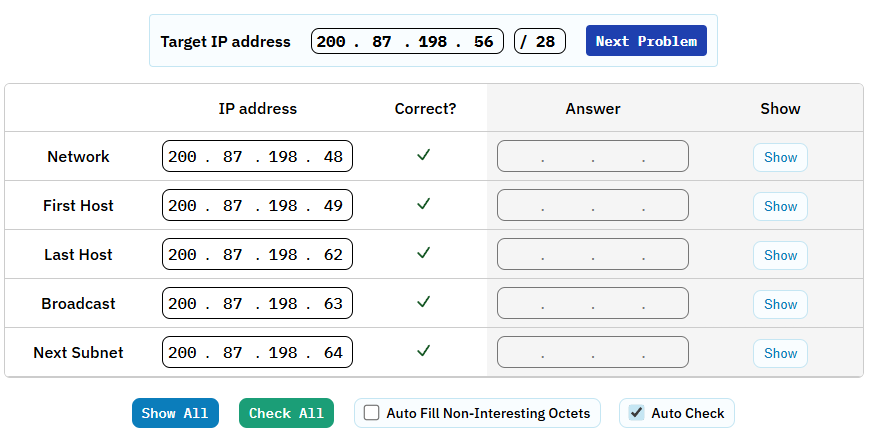 Target IP address 200 . 87 . 198 . 56 / 28 Next Problem
IP address Correct? Answer Show
Network 200 . 87 . 198 . 48 ✓ . . . Show
First Host 200 . 87 . 198 . 49 ✓ . . . Show
Last Host 200 . 87 . 198 . 62 ✓ . . . Show
Broadcast 200 . 87 . 198 . 63 ✓ . . . Show
Next Subnet 200 . 87 . 198 . 64 ✓ . . . Show
Show All Check All Auto Fill Non-Interesting Octets Auto Check